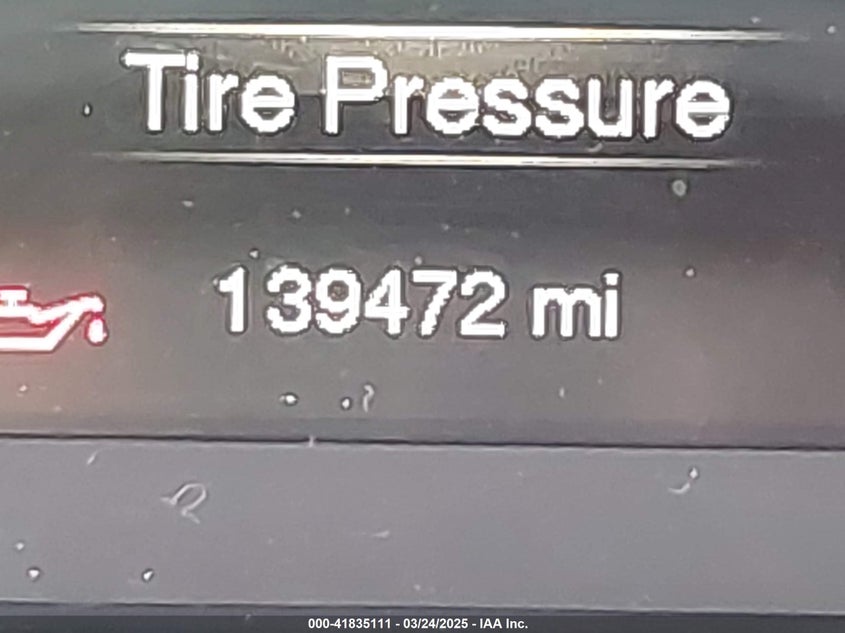 Tire Pressure
139472 mi
000-41835111 - 03/24/2025 - IAA Inc.